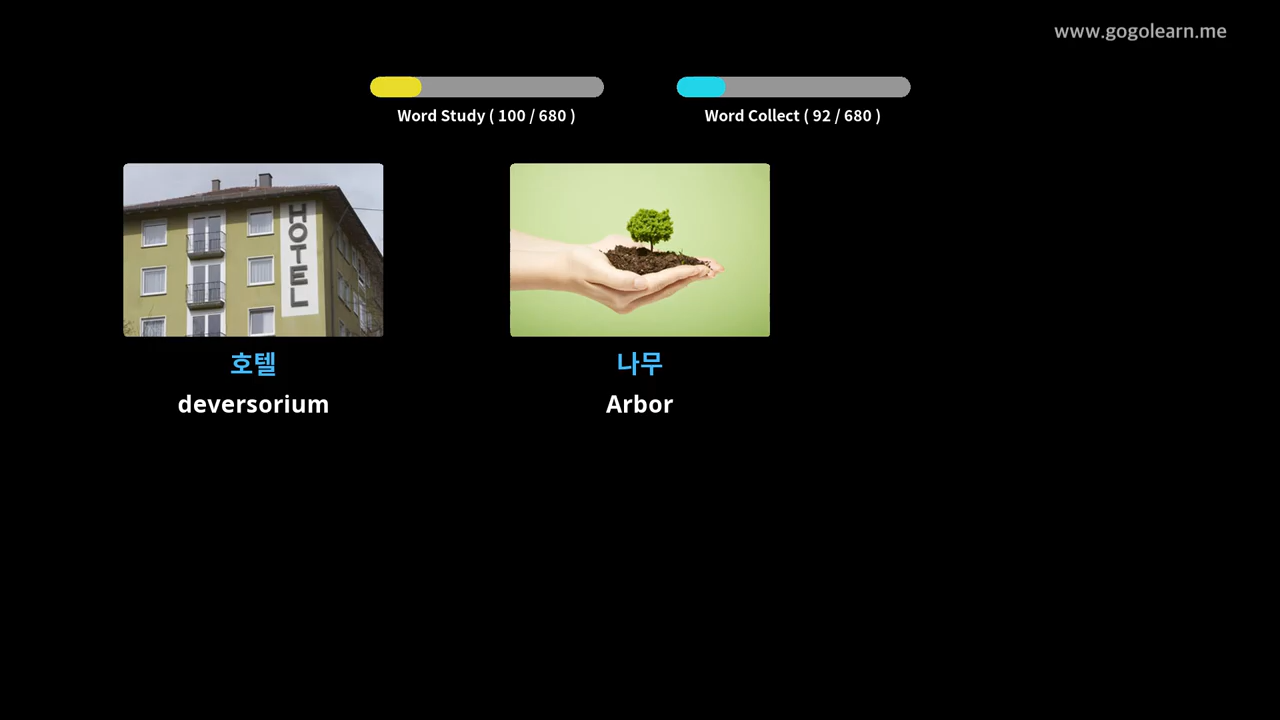 www.gogolearn.me
Word Study ( 100 / 680 )
Word Collect ( 92 / 680 )
HOTEL
호텔
deversorium
나무
Arbor